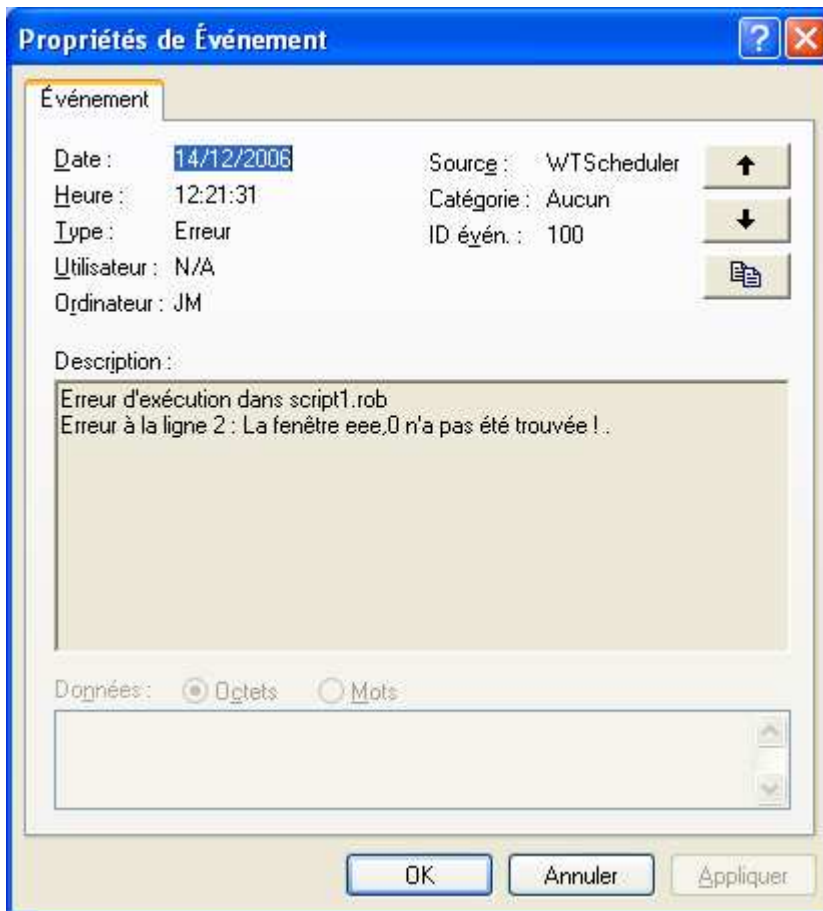 Propriétés de Événement
Événement
Date : 14/12/2006 Source : WTScheduler
Heure : 12:21:31 Catégorie : Aucun
Type : Erreur ID évén. : 100
Utilisateur : N/A
Ordinateur : JM
Description :
Erreur d'exécution dans script1.rob
Erreur à la ligne 2 : La fenêtre eee,0 n'a pas été trouvée ! .
Données : Octets Mots
OK Annuler Appliquer